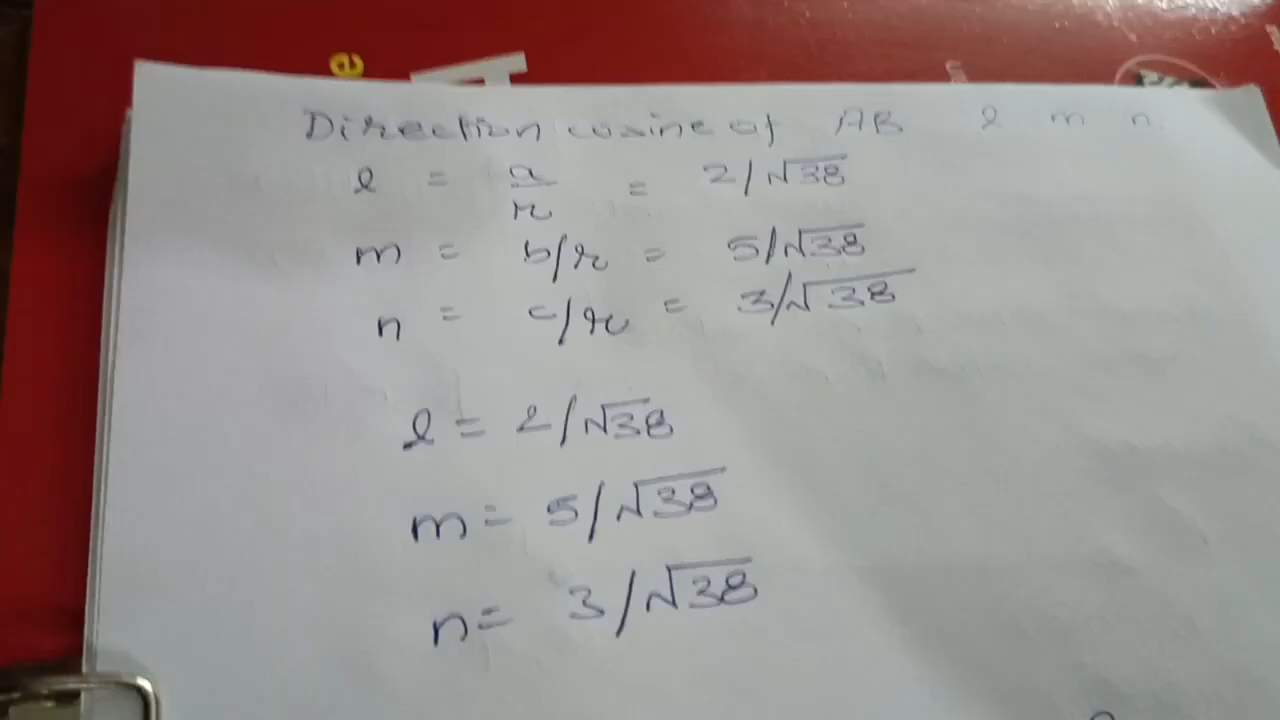 e
Direction cosine of AB l m n.
l = a/r = 2/√38
m = b/r = 5/√38
n = c/r = 3/√38
l = 2/√38
m = 5/√38
n = 3/√38